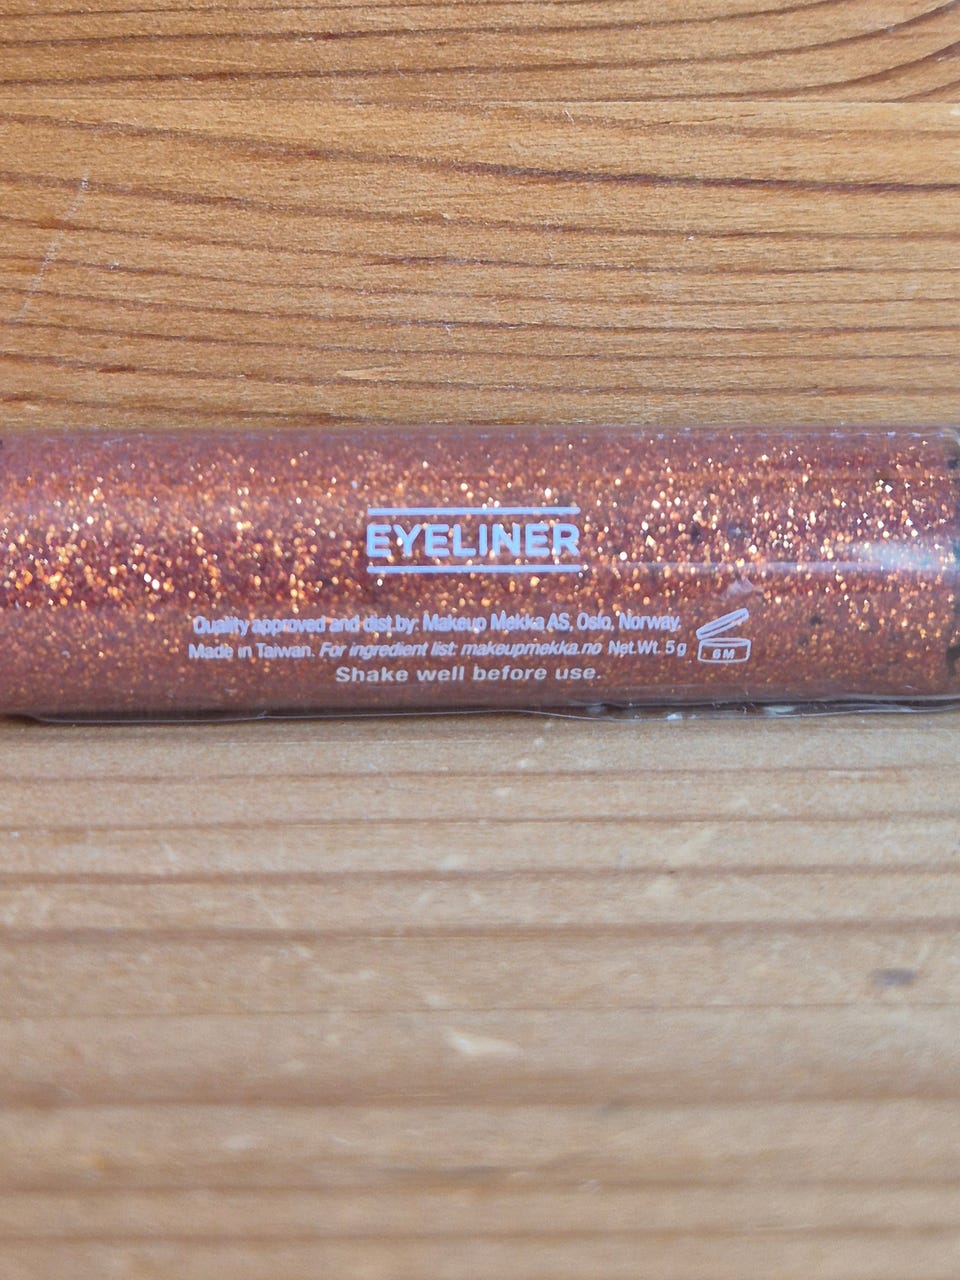 EYELINER
Quality approved and dist.by: Makeup Mekka AS, Oslo, Norway.
Made in Taiwan. For ingredient list: makeupmekka.no Net.Wt. 5 g
6M
Shake well before use.